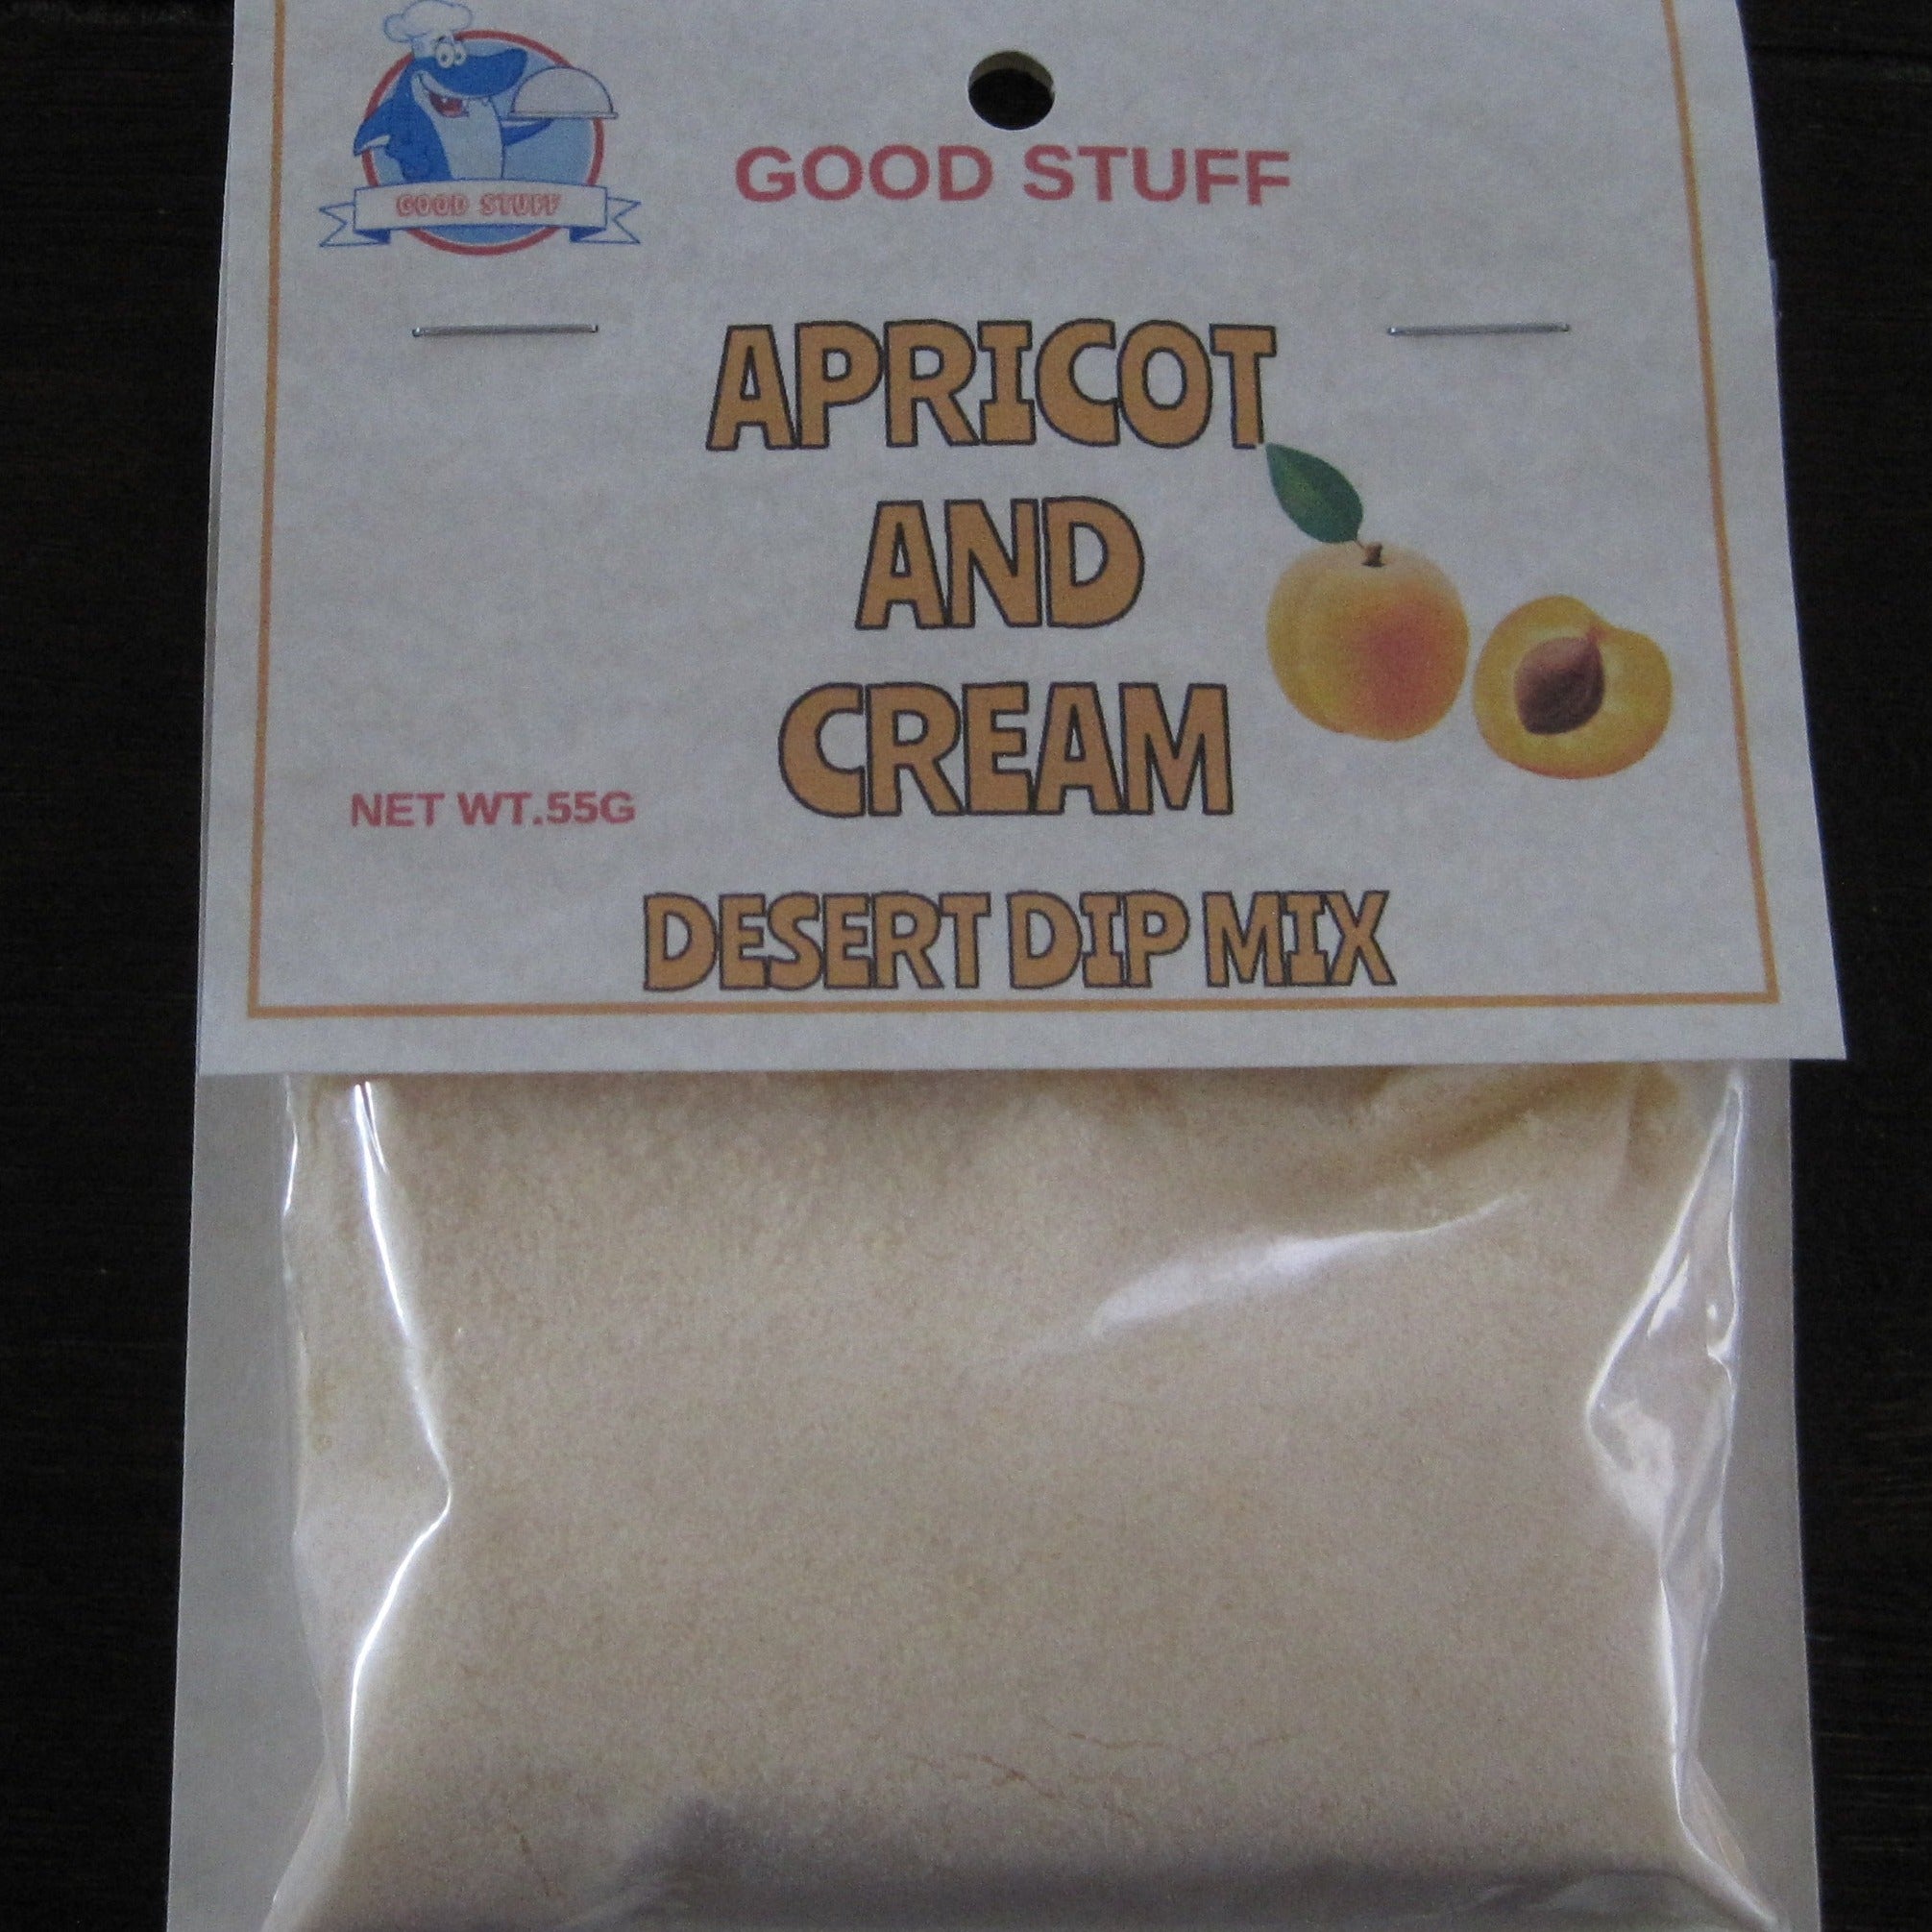 GOOD STUFF
GOOD STUFF
APRICOT
AND
CREAM
NET WT.55G
DESERT DIP MIX